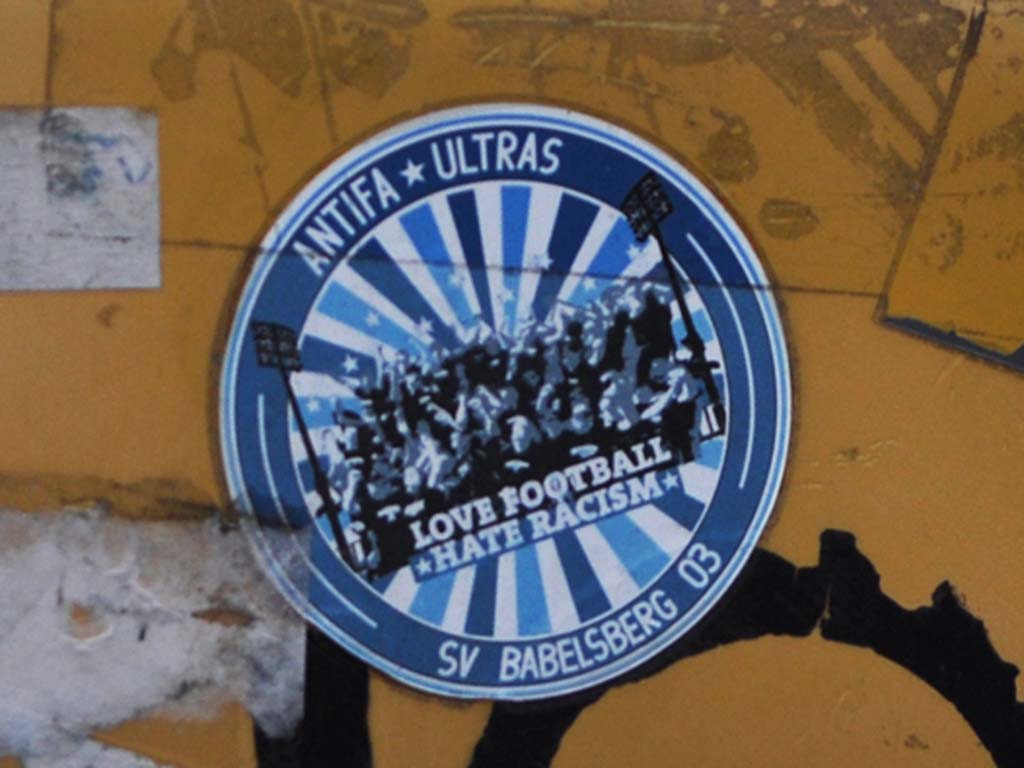 ANTIFA ★ ULTRAS
LOVE FOOTBALL
★HATE RACISM★
SV BABELSBERG 03